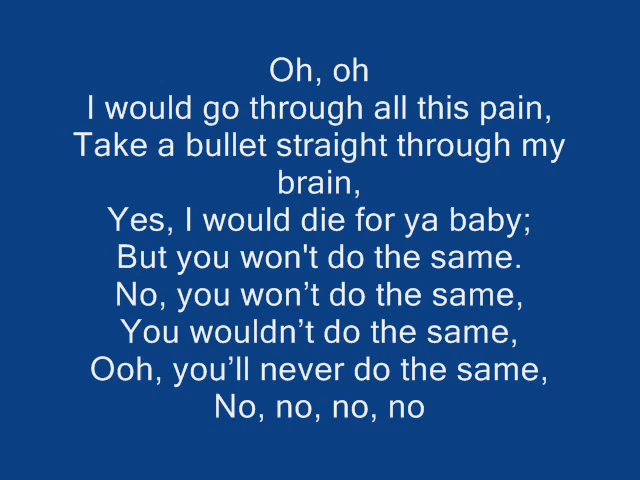 Oh, oh
I would go through all this pain,
Take a bullet straight through my
brain,
Yes, I would die for ya baby;
But you won't do the same.
No, you won’t do the same,
You wouldn’t do the same,
Ooh, you’ll never do the same,
No, no, no, no